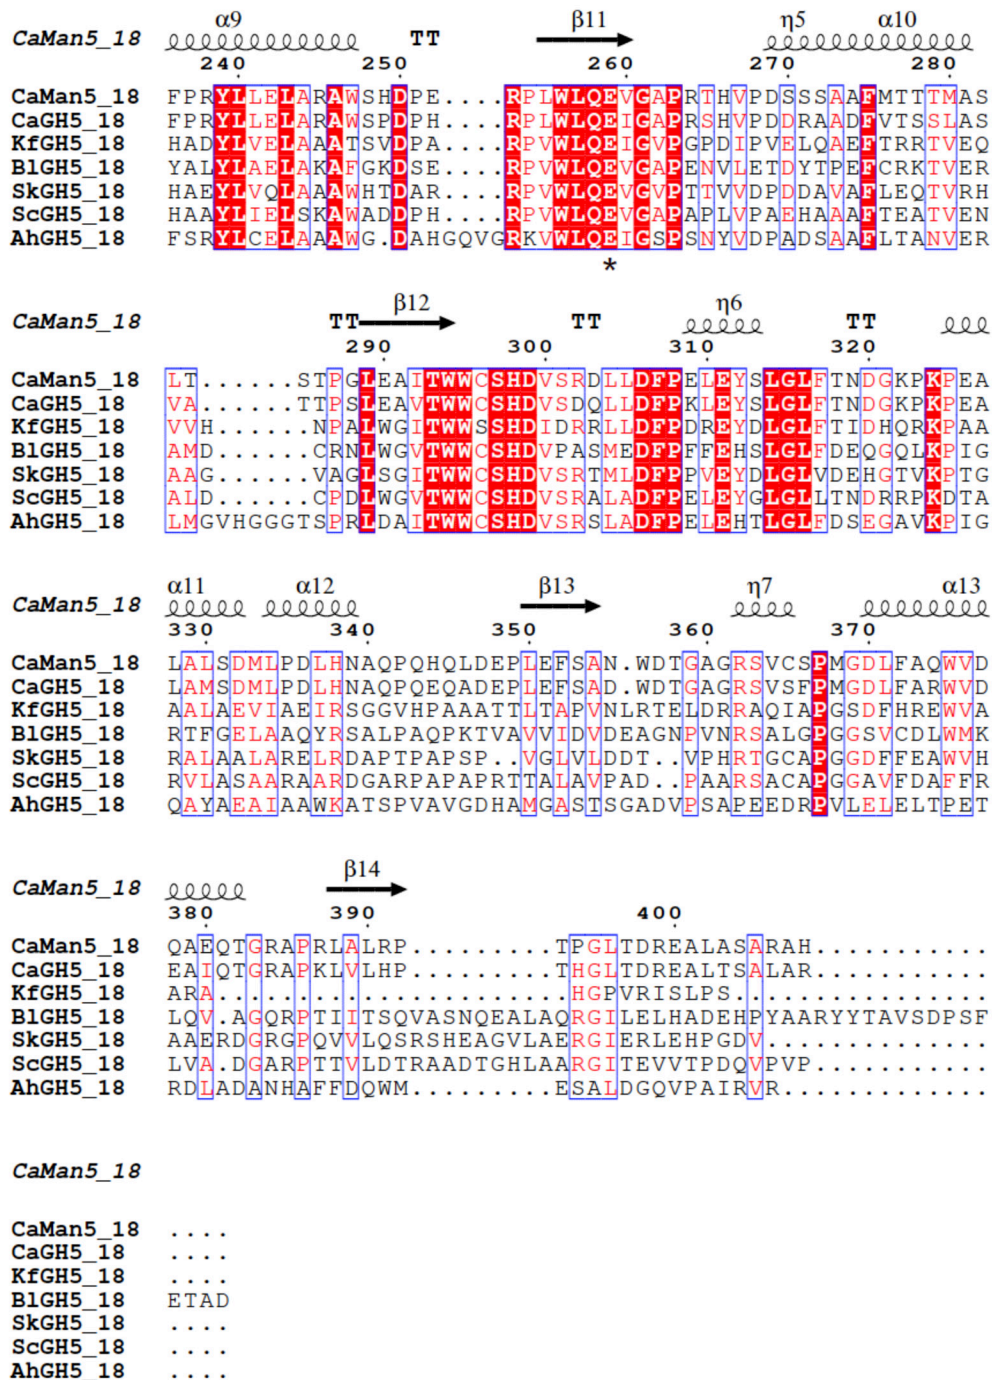 α9 β11 η5 α10
CaMan5_18 TT
240 250 260 270 280
CaMan5_18 FPRYLLELARAWSHDPE....RPLWLQEVGAPRTHVPDSSSAAFMTTTMAS
CaGH5_18 FPRYLLELARAWSPDPH....RPLWLQEIGAPRSHVPDDRAADFVTSSLAS
KfGH5_18 HADYLVELAAATSVDPA....RPVWLQEIGVPGPDIPVELQAEFTRRTVEQ
BlGH5_18 YALYLAELAKAFGKDSE....RPVWLQEIGAPENVLETDYTPEFCRKTVER
SkGH5_18 HAEYLVQLAAAWHTDAR....RPVWLQEVGVPTTVVDPDDAVAFLEQTVRH
ScGH5_18 HAAYLIELSKAWADDPH....RPVWLQEVGAPAPLVPAEHAAAFTEATVEN
AhGH5_18 FSRYLCELAAAWG.DAHGQVGRKVWLQEIGSPSNYVDPADSAAFLTANVER
*
β12 η6
CaMan5_18 TT TT TT
290 300 310 320
CaMan5_18 LT......STPGLEAITWWCSHDVSRDLLDFPELEYSLGLFTNDGKPKPEA
CaGH5_18 VA......TTPSLEAVTWWCSHDVSDQLLDFPKLEYSLGLFTNDGKPKPEA
KfGH5_18 VVH.....NPALWGITWWSSHDIDRRLLDFPDREYDLGLFTIDHQRKPAA
BlGH5_18 AMD.....CRNLWGVTWWCSHDVPASMEDFPFFEHSLGLFDEQGQLKPIG
SkGH5_18 AAG.....VAGLSGITWWCSHDVSRTMLDFPPVEYDLGLVDEHGTVKPTG
ScGH5_18 ALD.....CPDLWGVTWWCSHDVSRALADFPELEYGLGLLTNDRRPKDTA
AhGH5_18 LMGVHGGGTSPRLDAITWWCSHDVSRSLADFPELEHTLGLFDSEGAVKPIG
α11 α12 β13 η7 α13
CaMan5_18
330 340 350 360 370
CaMan5_18 LALSDMLPDLHNAQPQHQLDEPLEFSAN.WDTGAGRSVCSPMGDLFAQWVD
CaGH5_18 LAMSDMLPDLHNAQPQEQADEPLEFSAD.WDTGAGRSVSFPMGDLFARWVD
KfGH5_18 AALAEVIAEIRSGGVHPAAATTLTAPVNLRTELDRRAQIAPGSDFHREWVA
BlGH5_18 RTFGELAAQYRSALPAQPKTVAVVIDVDEAGNPVNRSALGPGGSVCDLWMK
SkGH5_18 RALAALARELRDAPTPAPSP..VGLVLDDT..VPHRTGCAPGGDFFEAWVH
ScGH5_18 RVLASAARAARDGARPAPAPRTTALAVPAD..PAARSACAPGGAVFDAFFR
AhGH5_18 QAYAEAIAAWKATSPVAVGDHAMGASTSGADVPSAPEEDRPVLELELTPET
β14
CaMan5_18
380 390 400
CaMan5_18 QAEQTGRAPRLALRP..........TPGLTDREALASARAH...........
CaGH5_18 EAIQTGRAPKLVLHP..........THGLTDREALTSALAR...........
KfGH5_18 ARA......................HGPVRISLPS................
BlGH5_18 LQV.AGQRPTIITSQVASNQEALAQRGILELHADEHPYAARYYTAVSDPSF
SkGH5_18 AAERDGRGPQVVLQSRSHEAGVLAERGIERLEHPGDV..............
ScGH5_18 LVA.DGARPTTVLDTRAADTGHLAARGITEVVTPDQVPVP...........
AhGH5_18 RDLADANHAFFDQWM.........ESALDGQVPAIRVR.............
CaMan5_18
CaMan5_18 ....
CaGH5_18 ....
KfGH5_18 ....
BlGH5_18 ETAD
SkGH5_18 ....
ScGH5_18 ....
AhGH5_18 ....